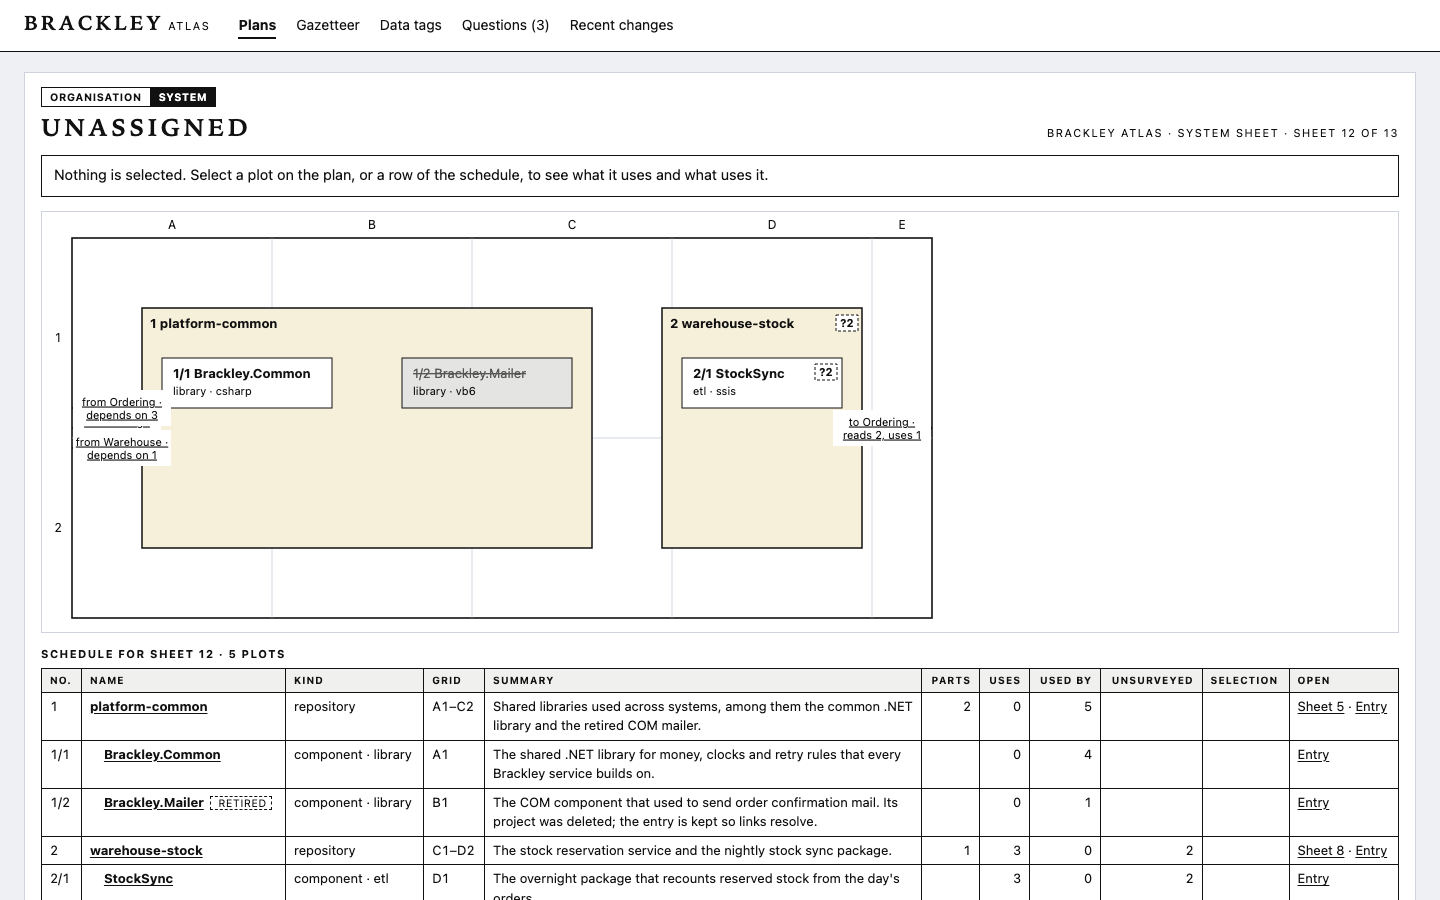 BRACKLEY ATLAS
Plans
Gazetteer
Data tags
Questions (3)
Recent changes
ORGANISATION
SYSTEM
UNASSIGNED
BRACKLEY ATLAS · SYSTEM SHEET · SHEET 12 OF 13
Nothing is selected. Select a plot on the plan, or a row of the schedule, to see what it uses and what uses it.
A
B
C
D
E
1
2
1 platform-common
1/1 Brackley.Common
library · csharp
1/2 Brackley.Mailer
library · vb6
2 warehouse-stock
?2
2/1 StockSync
?2
etl · ssis
from Ordering ·
depends on 3
from Warehouse ·
depends on 1
to Ordering ·
reads 2, uses 1
SCHEDULE FOR SHEET 12 · 5 PLOTS
NO. NAME KIND GRID SUMMARY PARTS USES USED BY UNSURVEYED SELECTION OPEN
1 platform-common repository A1–C2 Shared libraries used across systems, among them the common .NET 2 0 5 Sheet 5 · Entry
library and the retired COM mailer.
1/1 Brackley.Common component · library A1 The shared .NET library for money, clocks and retry rules that every 0 4 Entry
Brackley service builds on.
1/2 Brackley.Mailer RETIRED component · library B1 The COM component that used to send order confirmation mail. Its 0 1 Entry
project was deleted; the entry is kept so links resolve.
2 warehouse-stock repository C1–D2 The stock reservation service and the nightly stock sync package. 1 3 0 2 Sheet 8 · Entry
2/1 StockSync component · etl D1 The overnight package that recounts reserved stock from the day's 3 0 2 Entry
orders.